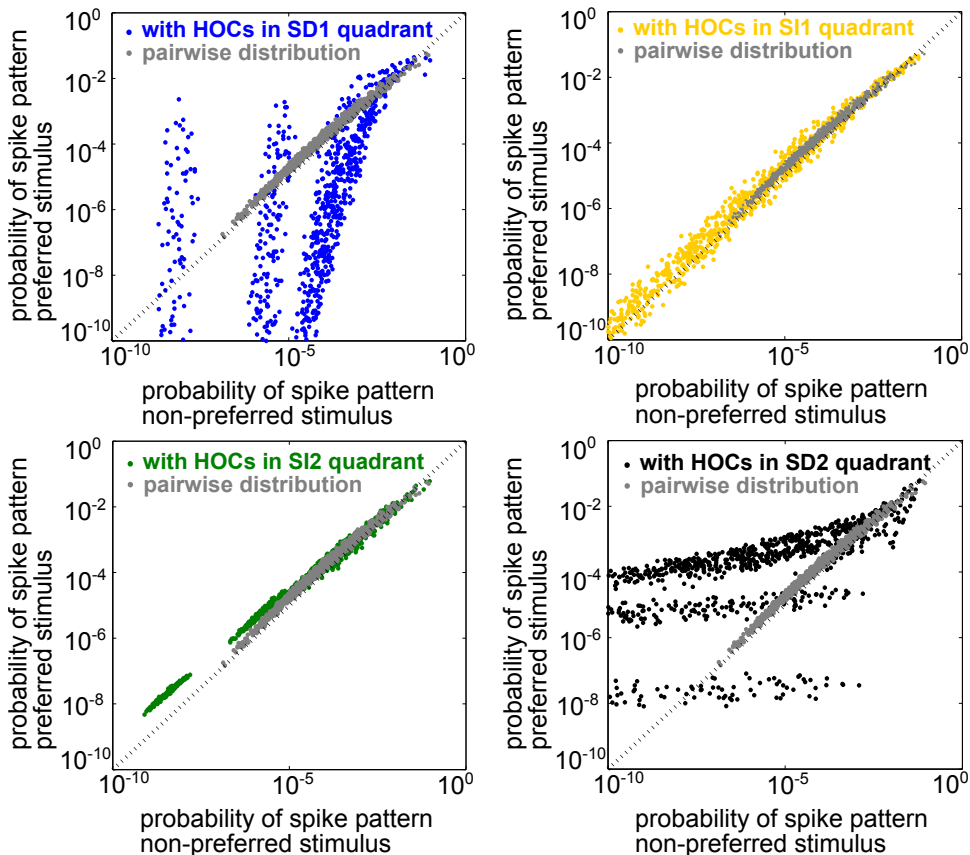 • with HOCs in SD1 quadrant
• pairwise distribution
probability of spike pattern
preferred stimulus
10^0
10^-2
10^-4
10^-6
10^-8
10^-10
10^-10
10^-5
10^0
probability of spike pattern
non-preferred stimulus
• with HOCs in SI1 quadrant
• pairwise distribution
probability of spike pattern
preferred stimulus
10^0
10^-2
10^-4
10^-6
10^-8
10^-10
10^-10
10^-5
10^0
probability of spike pattern
non-preferred stimulus
• with HOCs in SI2 quadrant
• pairwise distribution
probability of spike pattern
preferred stimulus
10^0
10^-2
10^-4
10^-6
10^-8
10^-10
10^-10
10^-5
10^0
probability of spike pattern
non-preferred stimulus
• with HOCs in SD2 quadrant
• pairwise distribution
probability of spike pattern
preferred stimulus
10^0
10^-2
10^-4
10^-6
10^-8
10^-10
10^-10
10^-5
10^0
probability of spike pattern
non-preferred stimulus